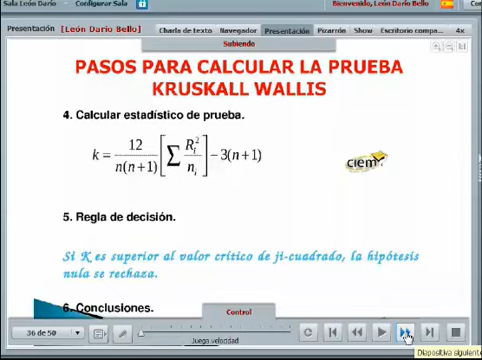 Sala León Darío
Configurar Sala
Bienvenido, León Darío Bello
Presentación [León Darío Bello]
Charla de texto
Navegador
Presentación
Pizarrón
Show
Escritorio compa...
4x
Subiendo
PASOS PARA CALCULAR LA PRUEBA
KRUSKALL WALLIS
4. Calcular estadístico de prueba.
k = 12 / n(n+1) [ ∑ R_i^2 / n_i ] − 3(n+1)
ciem
5. Regla de decisión.
Si K es superior al valor crítico de ji-cuadrado, la hipótesis
nula se rechaza.
6. Conclusiones.
Control
36 de 50
Juega velocidad
Diapositiva siguiente